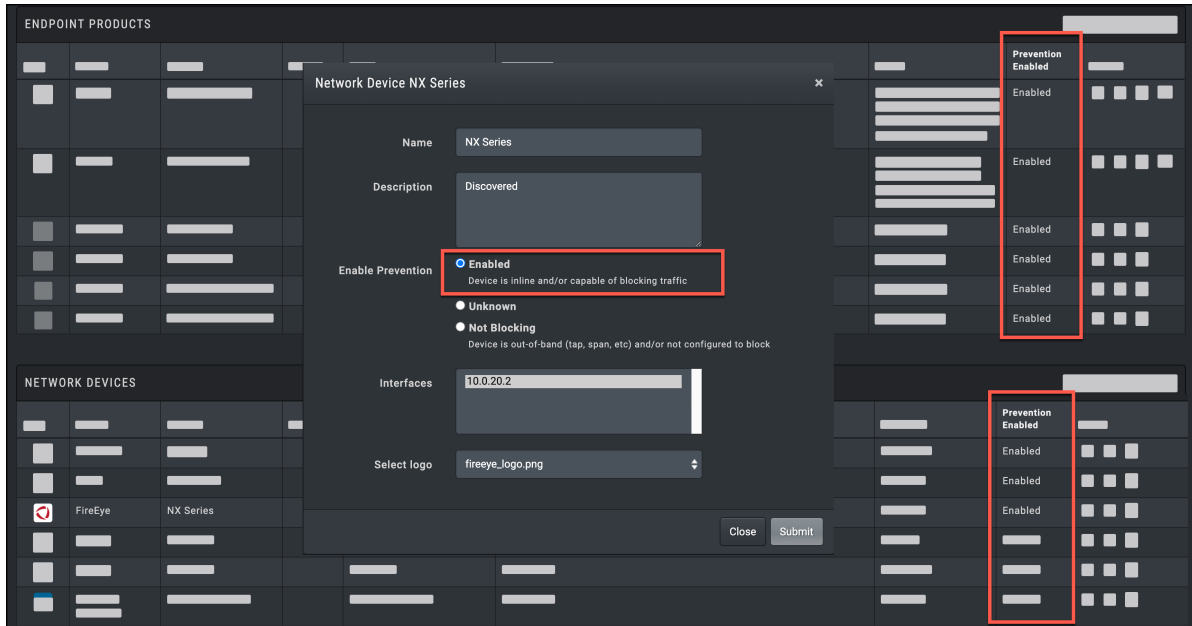 ENDPOINT PRODUCTS
Prevention
Enabled
Enabled
Enabled
Enabled
Enabled
Enabled
Enabled
Network Device NX Series ×
Name NX Series
Description Discovered
Enable Prevention Enabled
Device is inline and/or capable of blocking traffic
Unknown
Not Blocking
Device is out-of-band (tap, span, etc) and/or not configured to block
Interfaces 10.0.20.2
Select logo fireeye_logo.png
Close Submit
NETWORK DEVICES
Prevention
Enabled
Enabled
Enabled
FireEye NX Series Enabled